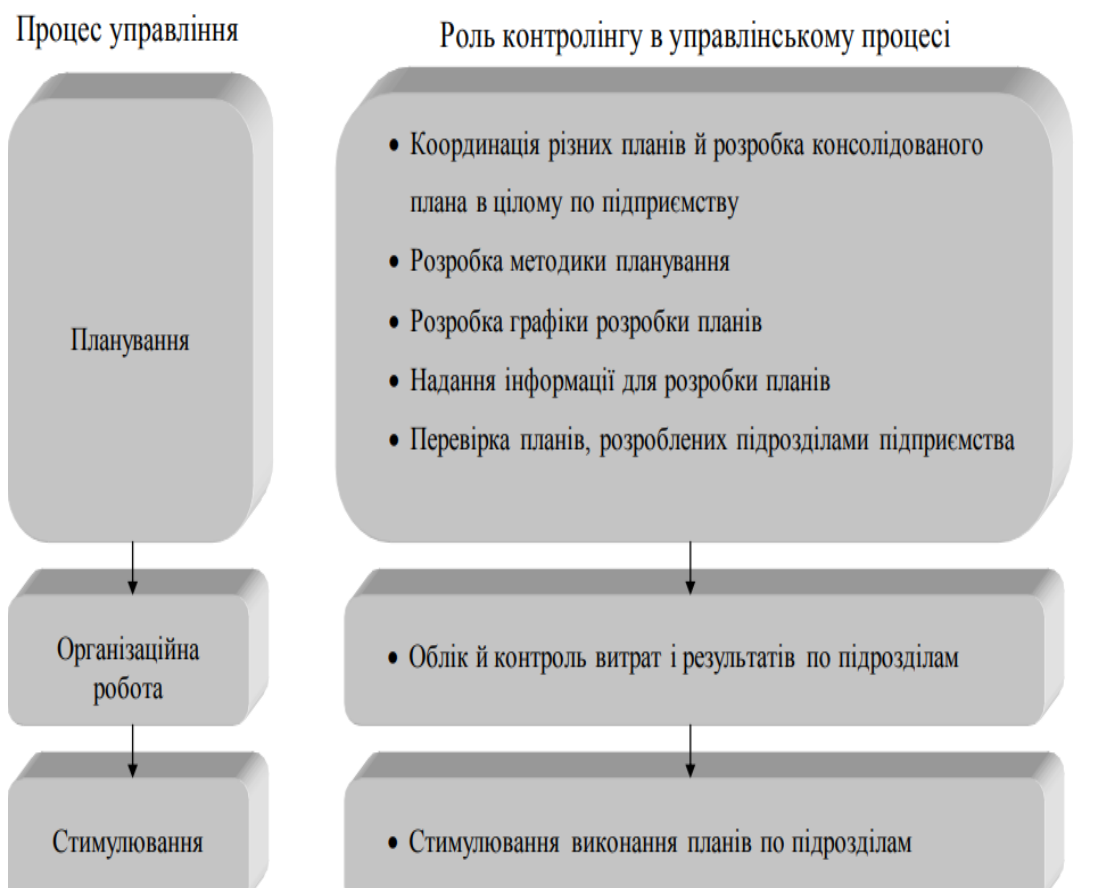 Процес управління
Роль контролінгу в управлінському процесі
Планування
• Координація різних планів й розробка консолідованого
плана в цілому по підприємству
• Розробка методики планування
• Розробка графіки розробки планів
• Надання інформації для розробки планів
• Перевірка планів, розроблених підрозділами підприємства
Організаційна
робота
• Облік й контроль витрат і результатів по підрозділам
Стимулювання
• Стимулювання виконання планів по підрозділам